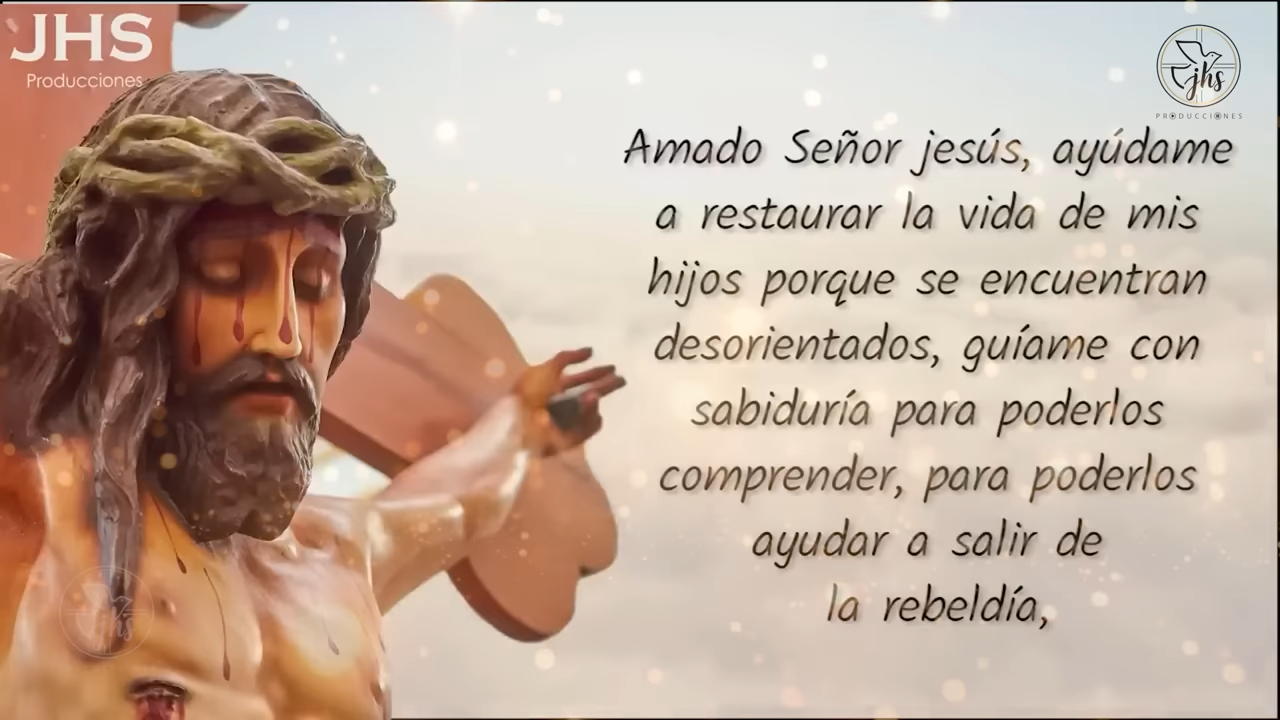 JHS
Producciones
jhs
PRODUCCIONES
Amado Señor jesús, ayúdame
a restaurar la vida de mis
hijos porque se encuentran
desorientados, guíame con
sabiduría para poderlos
comprender, para poderlos
ayudar a salir de
la rebeldía,
jhs